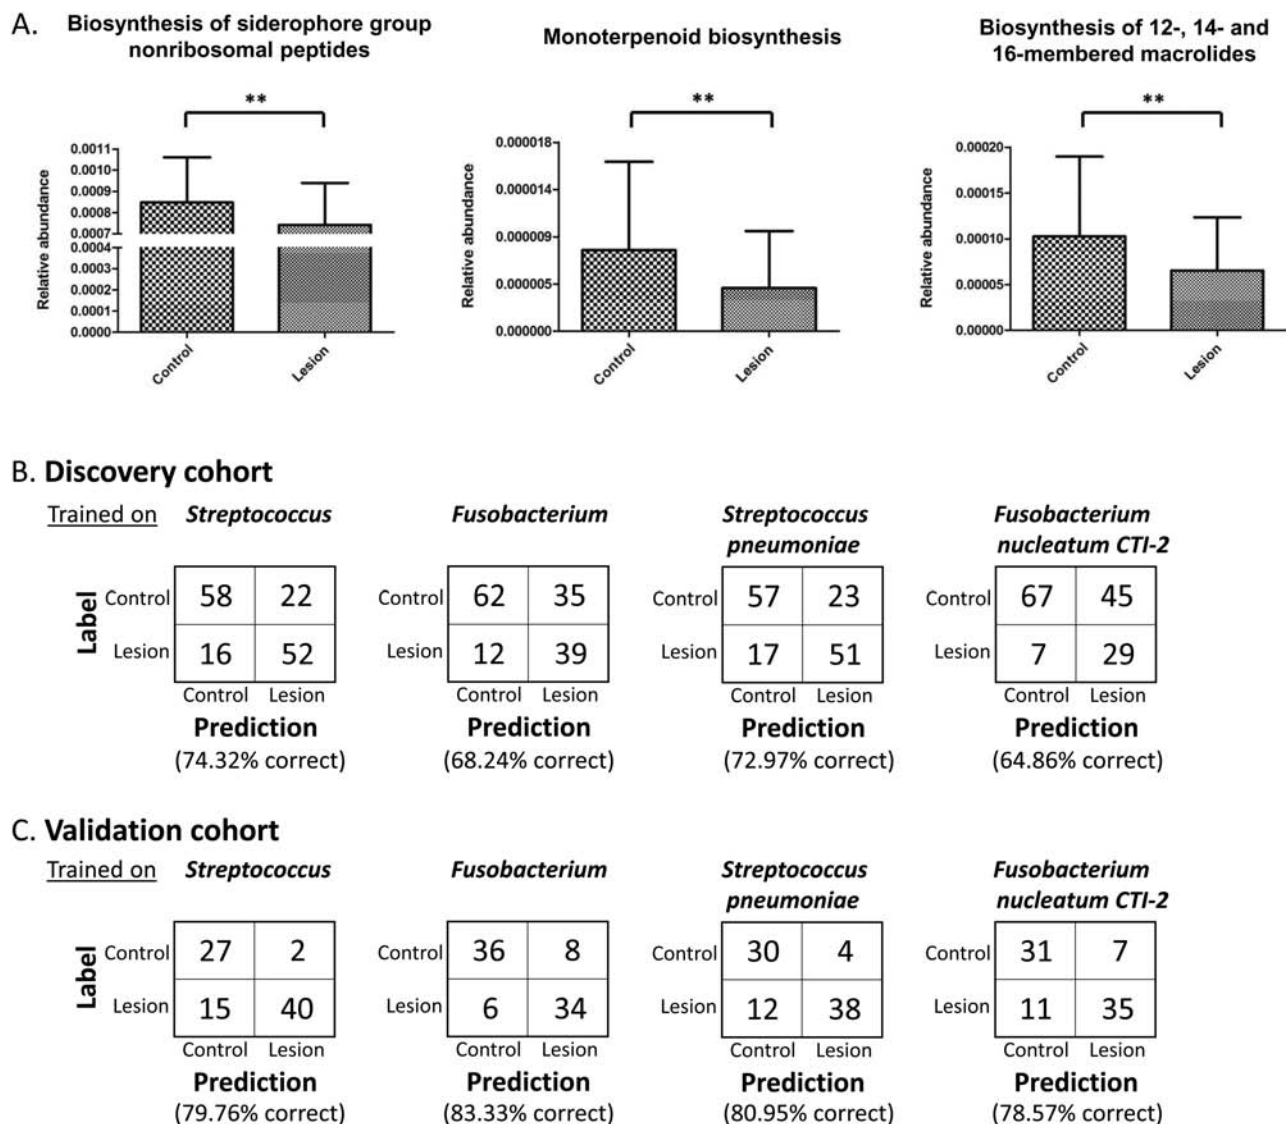 A.
Biosynthesis of siderophore group
nonribosomal peptides
**
Relative abundance
0.0011
0.0010
0.0009
0.0008
0.0007
0.0004
0.0003
0.0002
0.0001
0.0000
Control
Lesion
Monoterpenoid biosynthesis
**
Relative abundance
0.000018
0.000014
0.000009
0.000005
0.000000
Control
Lesion
Biosynthesis of 12-, 14- and
16-membered macrolides
**
Relative abundance
0.00020
0.00015
0.00010
0.00005
0.00000
Control
Lesion
B. Discovery cohort
Trained on
Streptococcus
Label
Control 58 22
Lesion 16 52
Control Lesion
Prediction
(74.32% correct)
Fusobacterium
Control 62 35
Lesion 12 39
Control Lesion
Prediction
(68.24% correct)
Streptococcus
pneumoniae
Control 57 23
Lesion 17 51
Control Lesion
Prediction
(72.97% correct)
Fusobacterium
nucleatum CTI-2
Control 67 45
Lesion 7 29
Control Lesion
Prediction
(64.86% correct)
C. Validation cohort
Trained on
Streptococcus
Label
Control 27 2
Lesion 15 40
Control Lesion
Prediction
(79.76% correct)
Fusobacterium
Control 36 8
Lesion 6 34
Control Lesion
Prediction
(83.33% correct)
Streptococcus
pneumoniae
Control 30 4
Lesion 12 38
Control Lesion
Prediction
(80.95% correct)
Fusobacterium
nucleatum CTI-2
Control 31 7
Lesion 11 35
Control Lesion
Prediction
(78.57% correct)